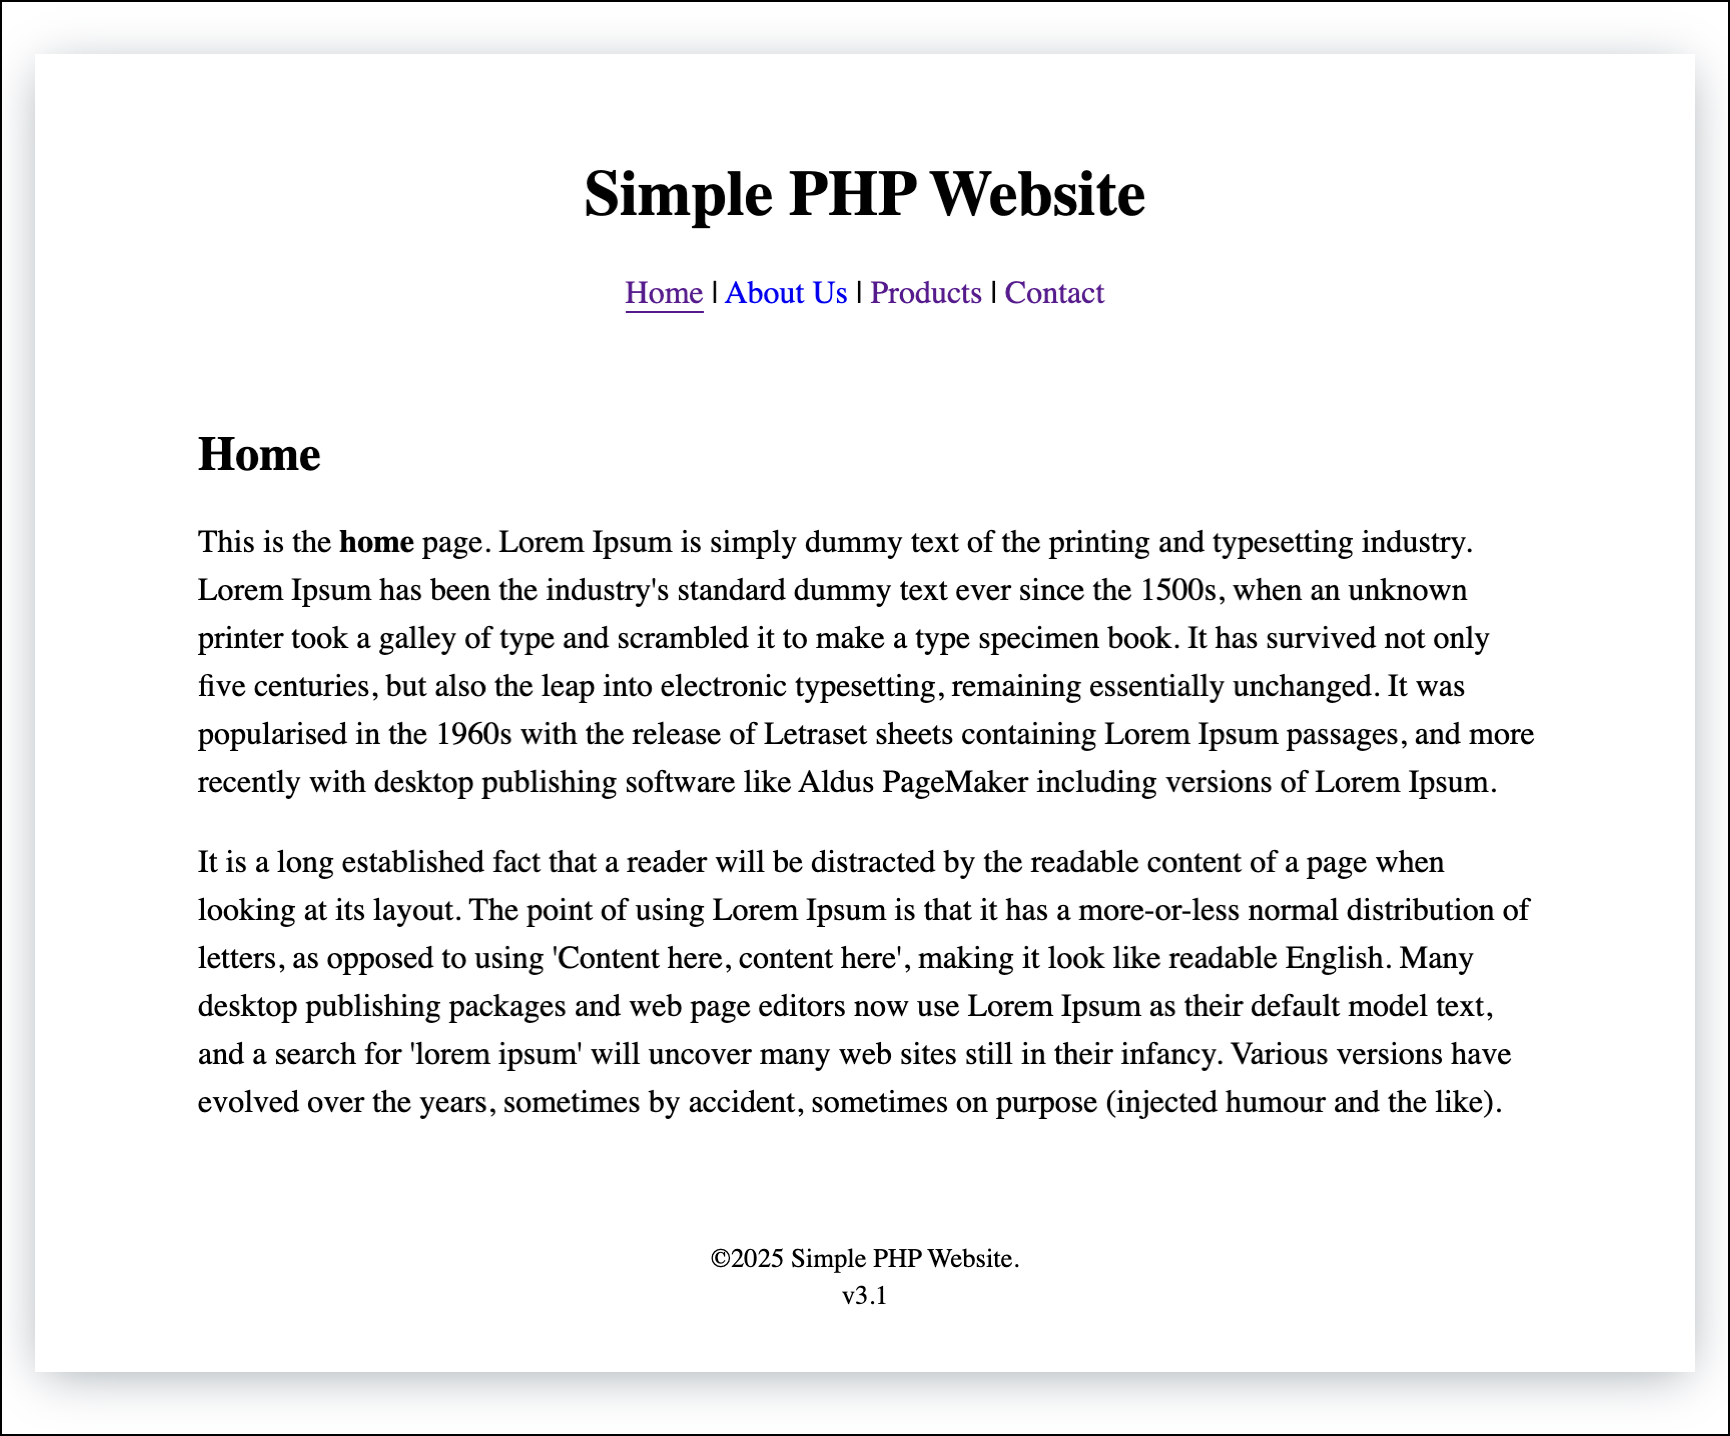 Simple PHP Website
Home | About Us | Products | Contact
Home
This is the home page. Lorem Ipsum is simply dummy text of the printing and typesetting industry.
Lorem Ipsum has been the industry's standard dummy text ever since the 1500s, when an unknown
printer took a galley of type and scrambled it to make a type specimen book. It has survived not only
five centuries, but also the leap into electronic typesetting, remaining essentially unchanged. It was
popularised in the 1960s with the release of Letraset sheets containing Lorem Ipsum passages, and more
recently with desktop publishing software like Aldus PageMaker including versions of Lorem Ipsum.
It is a long established fact that a reader will be distracted by the readable content of a page when
looking at its layout. The point of using Lorem Ipsum is that it has a more-or-less normal distribution of
letters, as opposed to using 'Content here, content here', making it look like readable English. Many
desktop publishing packages and web page editors now use Lorem Ipsum as their default model text,
and a search for 'lorem ipsum' will uncover many web sites still in their infancy. Various versions have
evolved over the years, sometimes by accident, sometimes on purpose (injected humour and the like).
©2025 Simple PHP Website.
v3.1